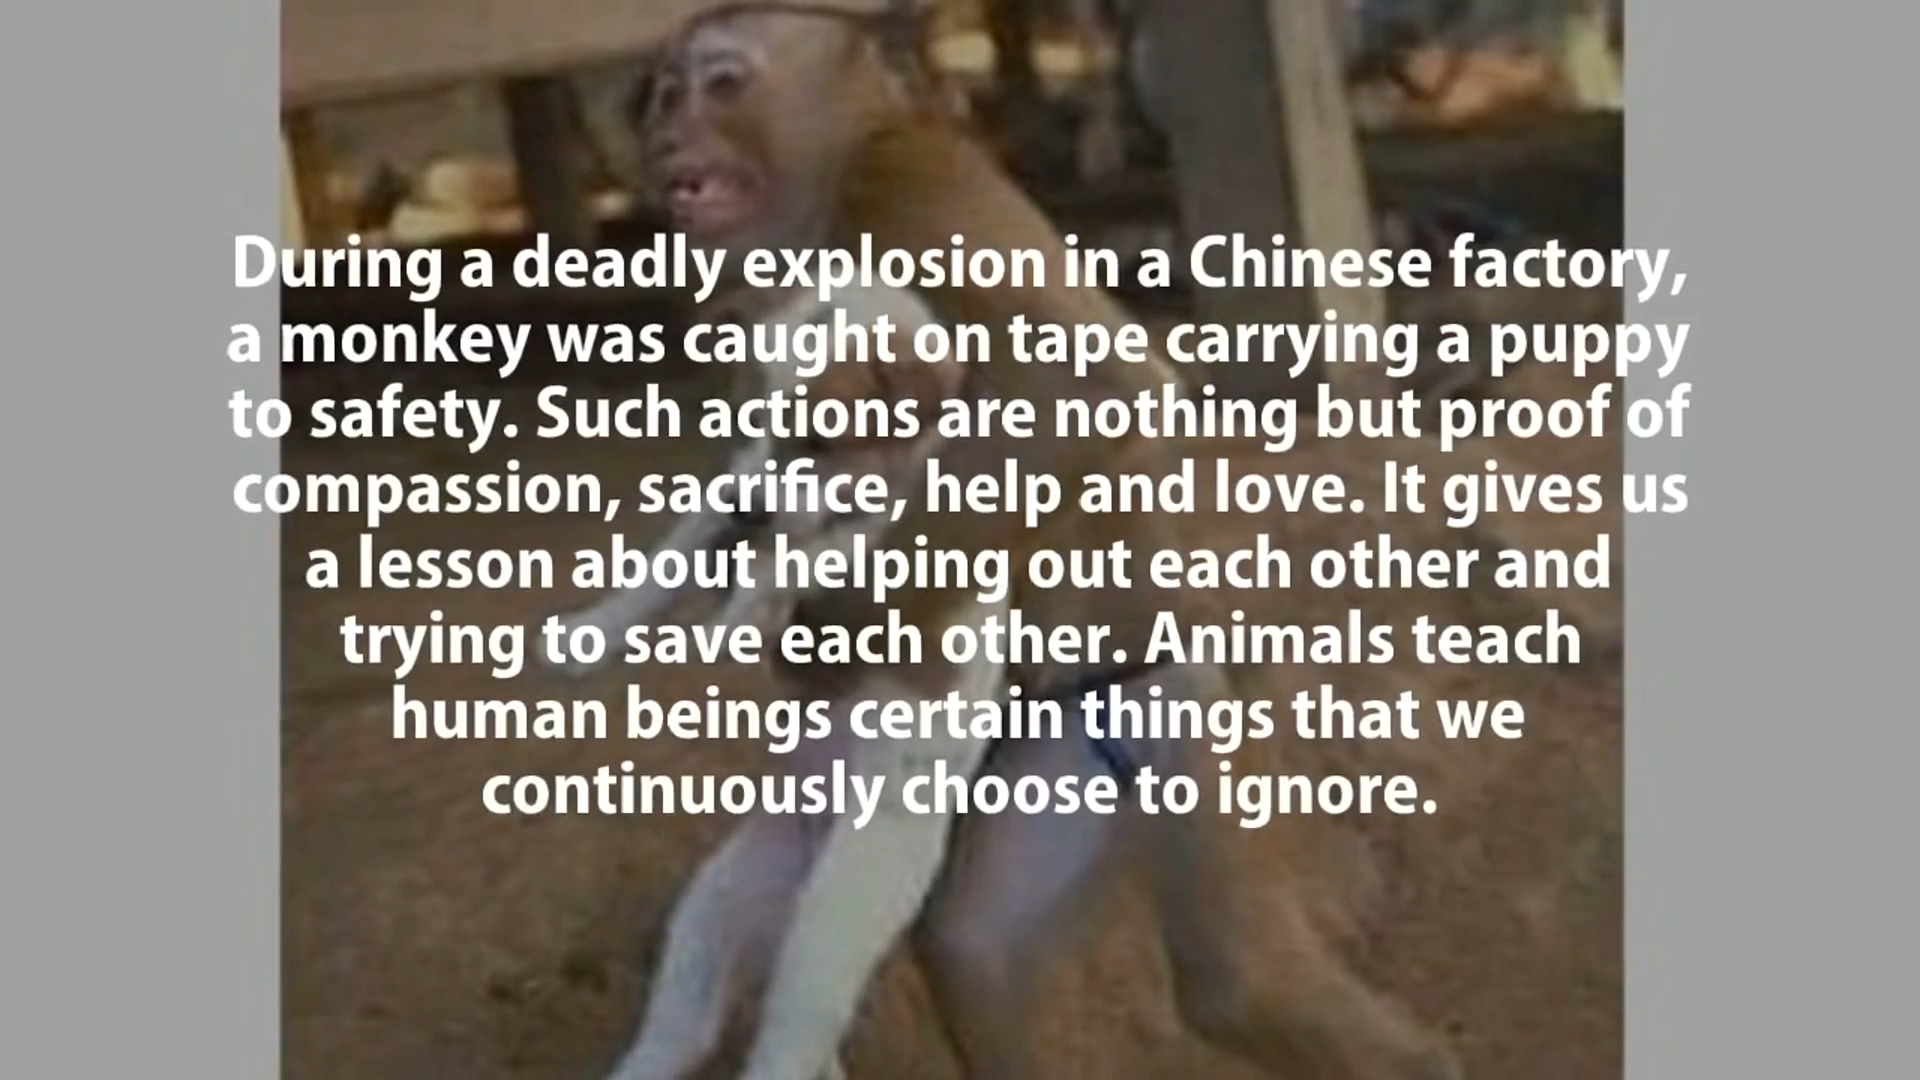 During a deadly explosion in a Chinese factory,
a monkey was caught on tape carrying a puppy
to safety. Such actions are nothing but proof of
compassion, sacrifice, help and love. It gives us
a lesson about helping out each other and
trying to save each other. Animals teach
human beings certain things that we
continuously choose to ignore.